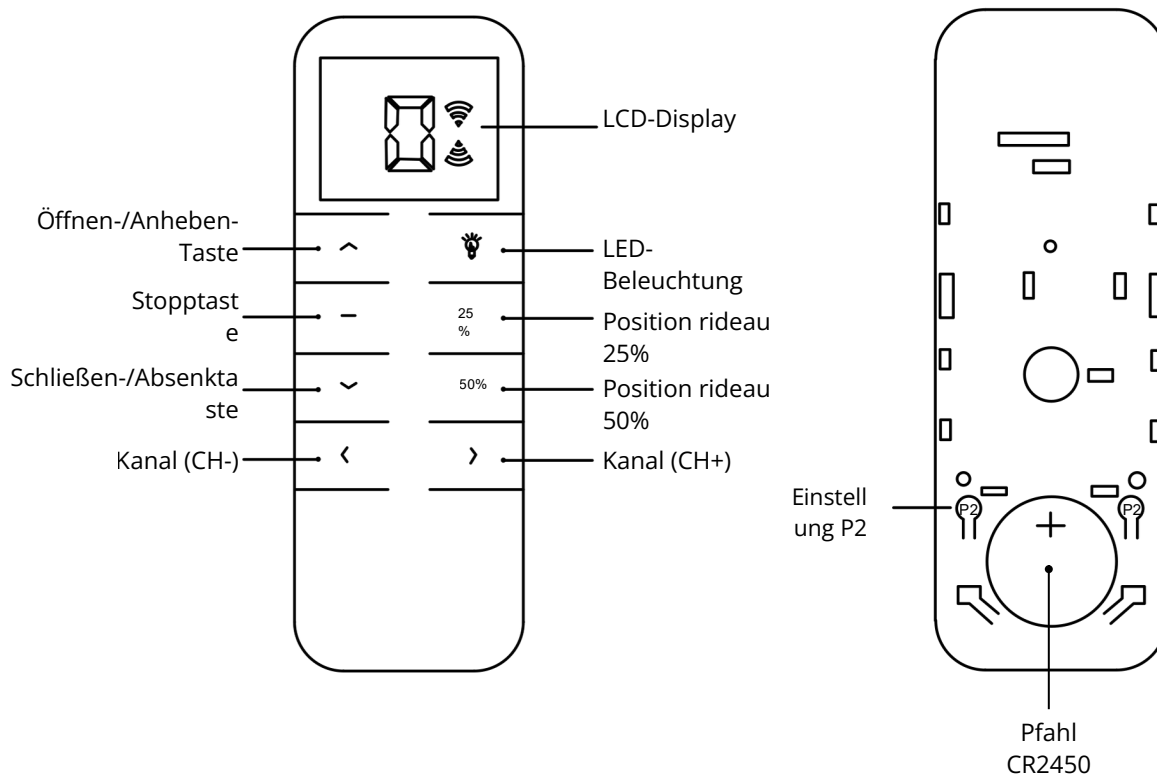 LCD-Display
Öffnen-/Anheben-
Taste
LED-
Beleuchtung
Stopptast
e
25
%
Position rideau
25%
Schließen-/Absenkta
ste
50%
Position rideau
50%
Kanal (CH-)
Kanal (CH+)
Einstell
ung P2
P2
P2
Pfahl
CR2450